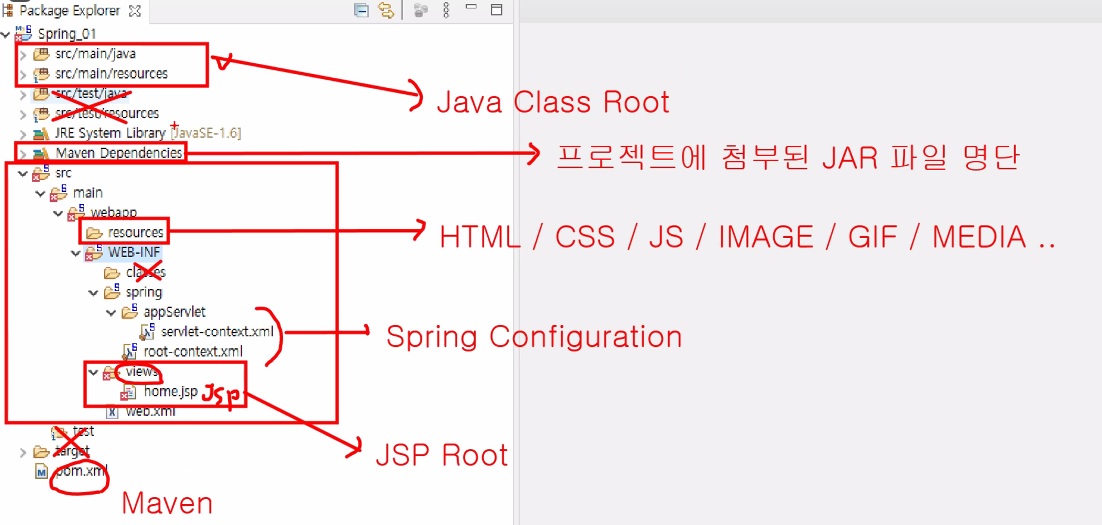 Package Explorer
Spring_01
src/main/java
src/main/resources
src/test/java
src/test/resources
Java Class Root
JRE System Library [JavaSE-1.6]
Maven Dependencies
프로젝트에 첨부된 JAR 파일 명단
src
main
webapp
resources
HTML / CSS / JS / IMAGE / GIF / MEDIA ..
WEB-INF
classes
spring
appServlet
servlet-context.xml
Spring Configuration
root-context.xml
views
home.jsp Jsp
web.xml
test
JSP Root
target
pom.xml
Maven